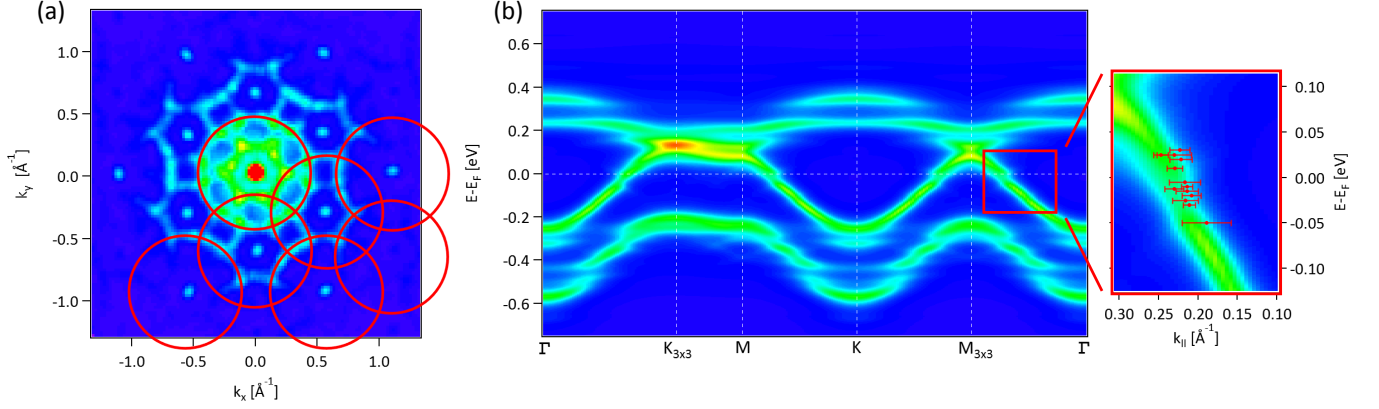 (a)
1.0
0.5
0.0
-0.5
-1.0
k_y [Å^-1]
-1.0 -0.5 0.0 0.5 1.0
k_x [Å^-1]
(b)
0.6
0.4
0.2
0.0
-0.2
-0.4
-0.6
E-E_F [eV]
Γ K_3x3 M K M_3x3 Γ
0.10
0.05
0.00
-0.05
-0.10
E-E_F [eV]
0.30 0.25 0.20 0.15 0.10
k_|| [Å^-1]